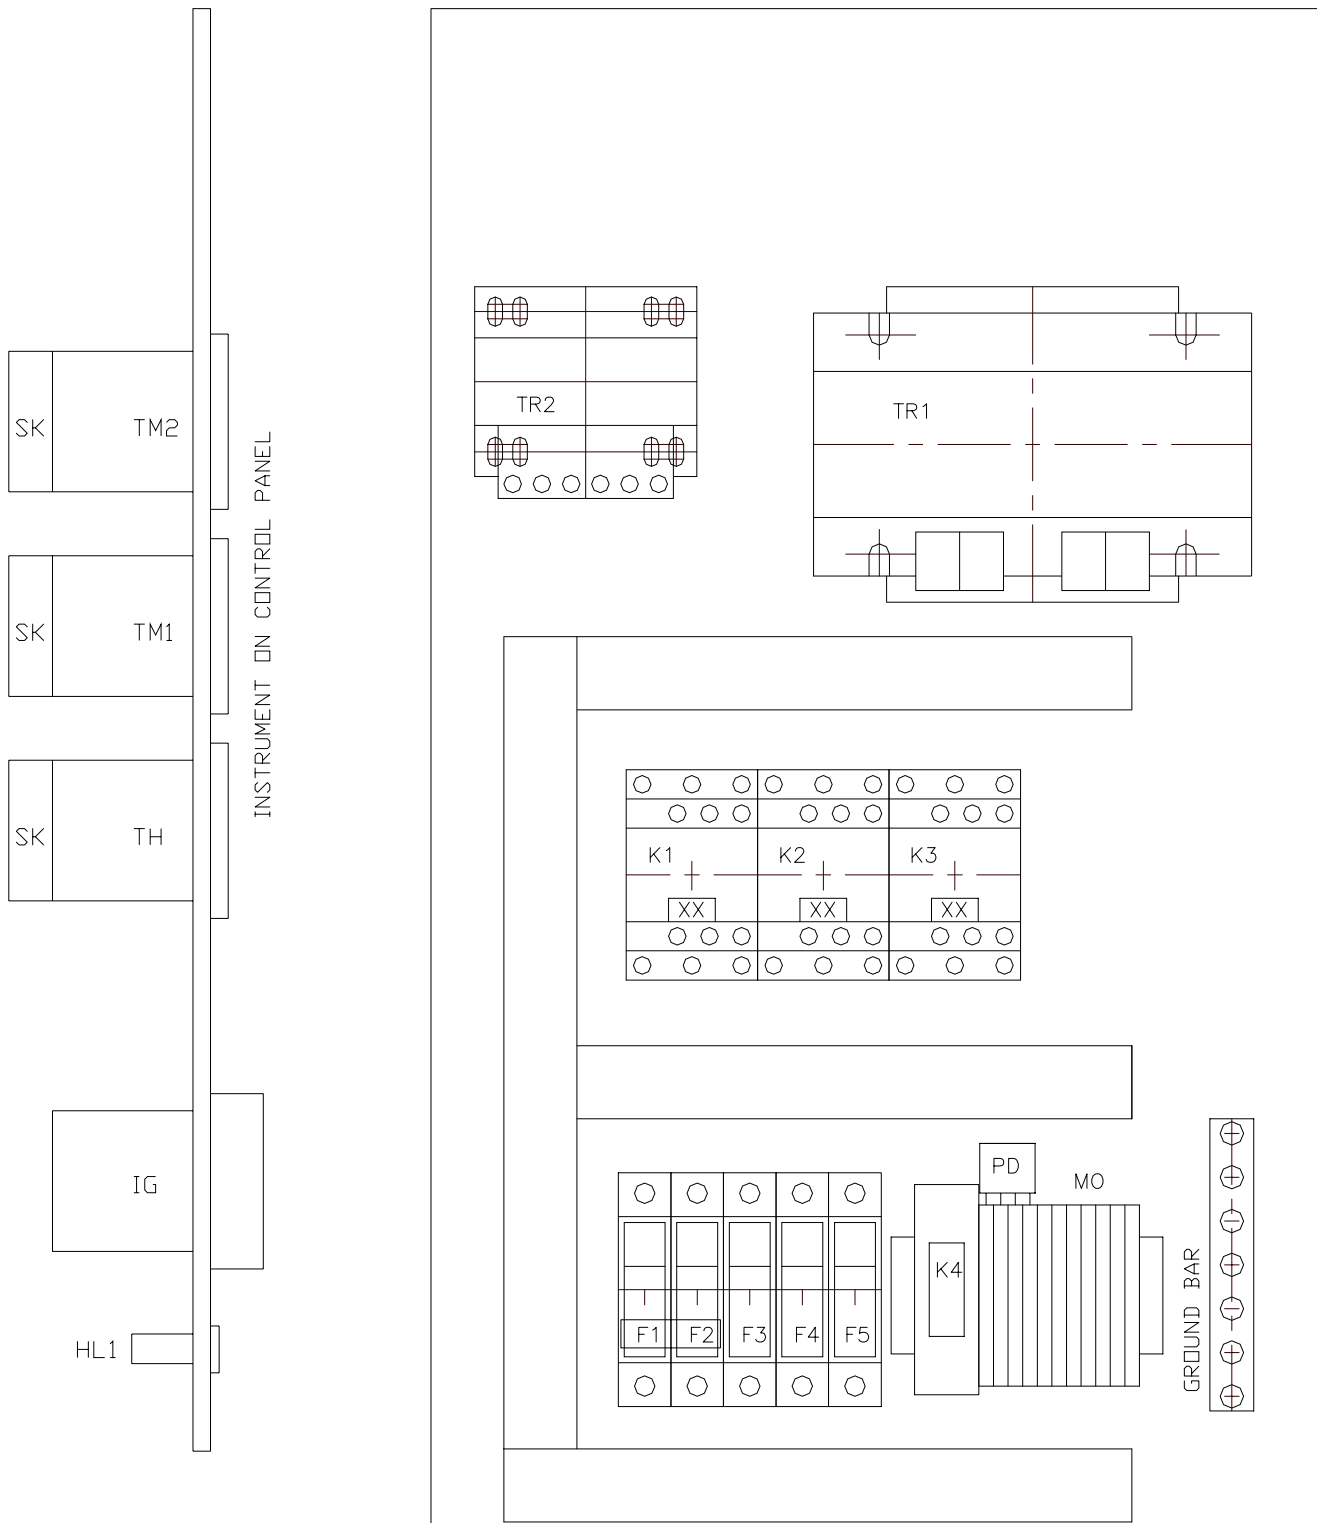 SK TM2
SK TM1
SK TH
IG
HL1
INSTRUMENT ON CONTROL PANEL
TR2
TR1
K1 K2 K3
XX XX XX
PD
MO
K4
F1 F2 F3 F4 F5
GROUND BAR